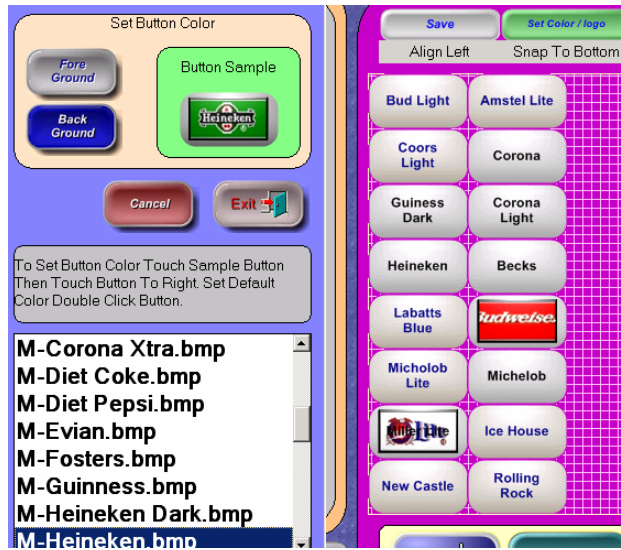 Set Button Color
Fore
Ground
Back
Ground
Button Sample
Heineken
Cancel
Exit
To Set Button Color Touch Sample Button
Then Touch Button To Right. Set Default
Color Double Click Button.
M-Corona Xtra.bmp
M-Diet Coke.bmp
M-Diet Pepsi.bmp
M-Evian.bmp
M-Fosters.bmp
M-Guinness.bmp
M-Heineken Dark.bmp
M-Heineken.bmp
Save
Set Color / logo
Align Left
Snap To Bottom
Bud Light
Amstel Lite
Coors
Light
Corona
Guiness
Dark
Corona
Light
Heineken
Becks
Labatts
Blue
Budweise
Micholob
Lite
Michelob
Miller Lite
Ice House
New Castle
Rolling
Rock